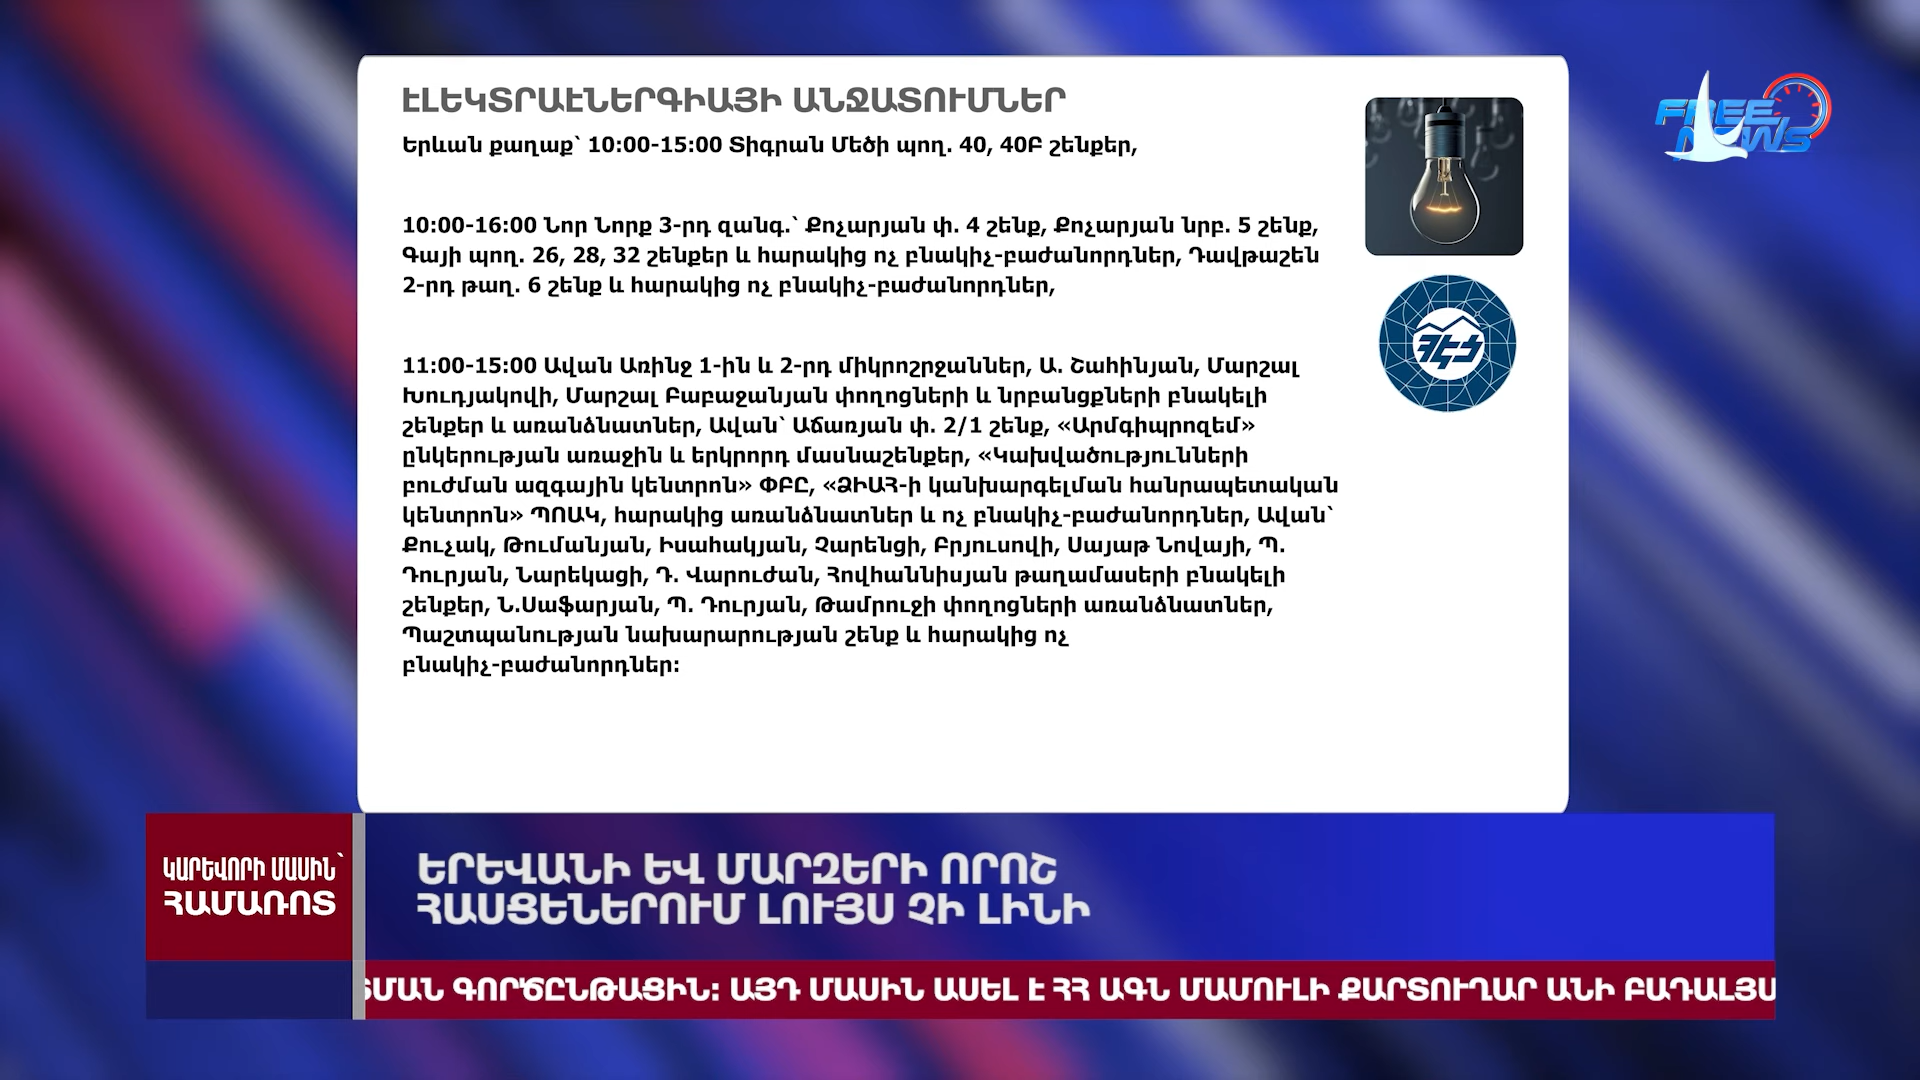 ԷԼԵԿՏՐԱԷՆԵՐԳԻԱՅԻ ԱՆՋԱՏՈՒՄՆԵՐ
Երևան քաղաք՝ 10:00-15:00 Տիգրան Մեծի պող. 40, 40Բ շենքեր,
10:00-16:00 Նոր Նորք 3-րդ զանգ.՝ Քոչարյան փ. 4 շենք, Քոչարյան նրբ. 5 շենք,
Գայի պող. 26, 28, 32 շենքեր և հարակից ոչ բնակիչ-բաժանորդներ, Դավթաշեն
2-րդ թաղ. 6 շենք և հարակից ոչ բնակիչ-բաժանորդներ,
11:00-15:00 Ավան Առինջ 1-ին և 2-րդ միկրոշրջաններ, Ա. Շահինյան, Մարշալ
Խուդյակովի, Մարշալ Բաբաջանյան փողոցների և նրբանցքների բնակելի
շենքեր և առանձնատներ, Ավան՝ Աճառյան փ. 2/1 շենք, «Արմգիպրոզեմ»
ընկերության առաջին և երկրորդ մասնաշենքեր, «Կախվածությունների
բուժման ազգային կենտրոն» ՓԲԸ, «ՁԻԱՀ-ի կանխարգելման հանրապետական
կենտրոն» ՊՈԱԿ, հարակից առանձնատներ և ոչ բնակիչ-բաժանորդներ, Ավան՝
Քուչակ, Թումանյան, Իսահակյան, Չարենցի, Բրյուսովի, Սայաթ Նովայի, Պ.
Դուրյան, Նարեկացի, Դ. Վարուժան, Հովհաննիսյան թաղամասերի բնակելի
շենքեր, Ն.Սաֆարյան, Պ. Դուրյան, Թամրուչի փողոցների առանձնատներ,
Պաշտպանության նախարարության շենք և հարակից ոչ
բնակիչ-բաժանորդներ:
FREE
NEWS
ՀԷՑ
ԿԱՐԵՎՈՐԻ ՄԱՍԻՆ՝
ՀԱՄԱՌՈՏ
ԵՐԵՎԱՆԻ ԵՎ ՄԱՐԶԵՐԻ ՈՐՈՇ
ՀԱՍՑԵՆԵՐՈՒՄ ԼՈՒՅՍ ՉԻ ԼԻՆԻ
ՏՄԱՆ ԳՈՐԾԸՆԹԱՑԻՆ: ԱՅԴ ՄԱՍԻՆ ԱՍԵԼ Է ՀՀ ԱԳՆ ՄԱՄՈՒԼԻ ՔԱՐՏՈՒՂԱՐ ԱՆԻ ԲԱԴԱԼՅԱ